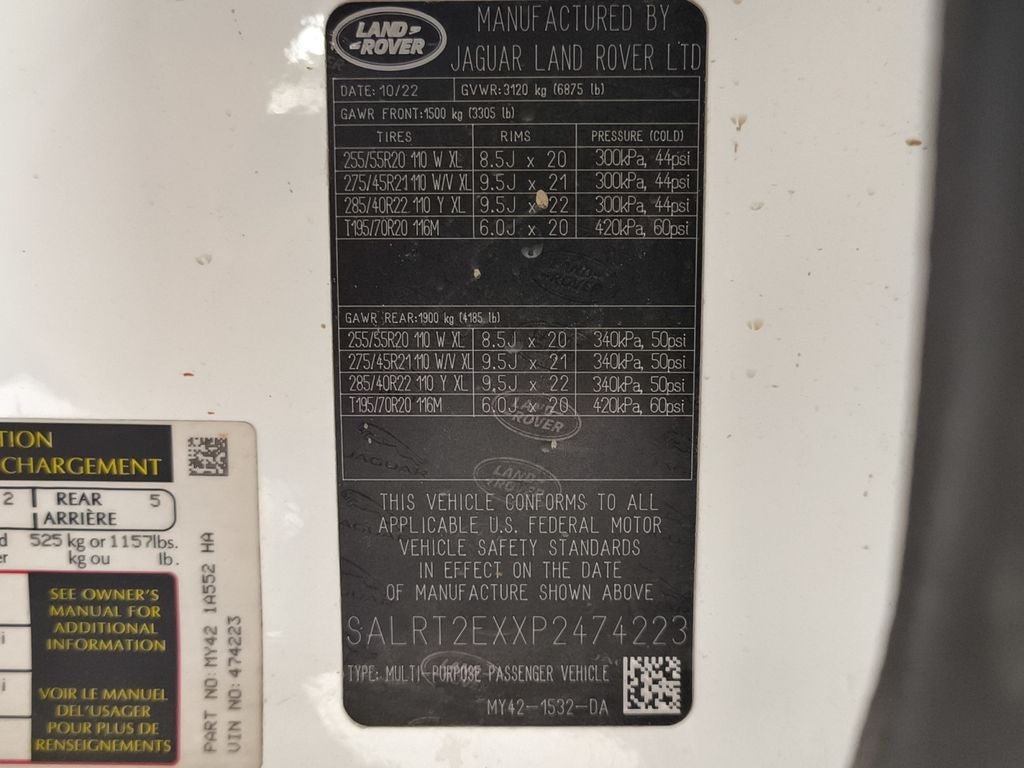 LAND ROVER
MANUFACTURED BY
JAGUAR LAND ROVER LTD
DATE: 10/22 GVWR:3120 kg (6875 lb)
GAWR FRONT:1500 kg (3305 lb)
TIRES RIMS PRESSURE (COLD)
255/55R20 110 W XL 8.5J x 20 300kPa, 44psi
275/45R21 110 W/V XL 9.5J x 21 300kPa, 44psi
285/40R22 110 Y XL 9.5J x 22 300kPa, 44psi
T195/70R20 116M 6.0J x 20 420kPa, 60psi
GAWR REAR:1900 kg (4185 lb)
255/55R20 110 W XL 8.5J x 20 340kPa, 50psi
275/45R21 110 W/V XL 9.5J x 21 340kPa, 50psi
285/40R22 110 Y XL 9.5J x 22 340kPa, 50psi
T195/70R20 116M 6.0J x 20 420kPa, 60psi
LAND ROVER
JAGUAR
LAND ROVER
THIS VEHICLE CONFORMS TO ALL
APPLICABLE U.S. FEDERAL MOTOR
VEHICLE SAFETY STANDARDS
IN EFFECT ON THE DATE
OF MANUFACTURE SHOWN ABOVE
SALRT2EXXP2474223
TYPE: MULTI-PURPOSE PASSENGER VEHICLE
MY42-1532-DA
TION
CHARGEMENT
2 REAR 5
ARRIÈRE
d 525 kg or 1157lbs.
er kg ou lb.
SEE OWNER'S
MANUAL FOR
ADDITIONAL
INFORMATION
VOIR LE MANUEL
DEL'USAGER
POUR PLUS DE
RENSEIGNEMENTS
PART NO:MY42 1A552 HA
VIN NO:474223